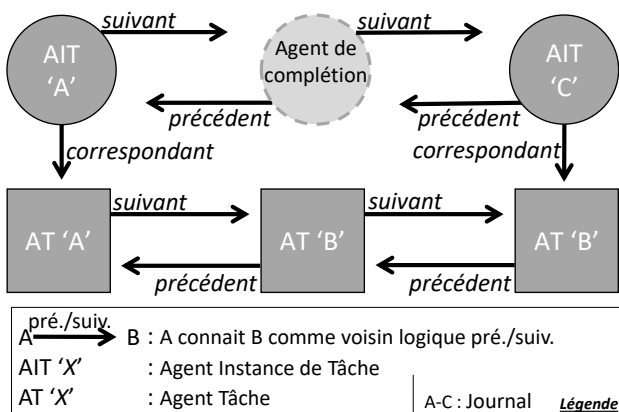 suivant
suivant
AIT
‘A’
Agent de
complétion
AIT
‘C’
précédent
précédent
correspondant
correspondant
suivant
suivant
AT ‘A’
AT ‘B’
AT ‘B’
précédent
précédent
pré./suiv.
A B : A connait B comme voisin logique pré./suiv.
AIT ‘X’ : Agent Instance de Tâche
AT ‘X’ : Agent Tâche
A-C : Journal Légende